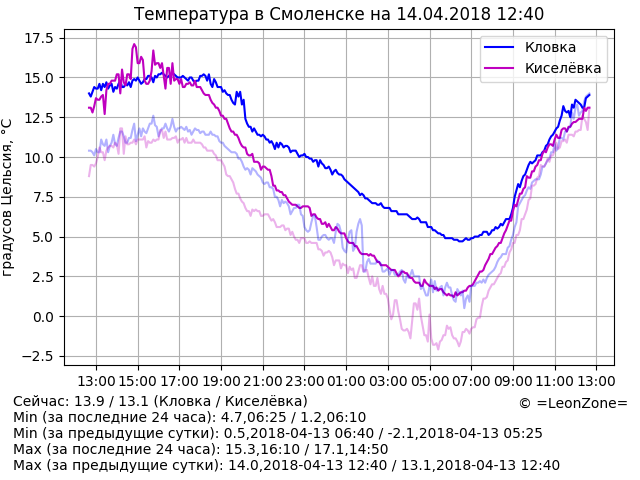 Температура в Смоленске на 14.04.2018 12:40
Кловка
Киселёвка
градусов Цельсия, °C
17.5
15.0
12.5
10.0
7.5
5.0
2.5
0.0
−2.5
13:00 15:00 17:00 19:00 21:00 23:00 01:00 03:00 05:00 07:00 09:00 11:00 13:00
Сейчас: 13.9 / 13.1 (Кловка / Киселёвка)
© =LeonZone=
Min (за последние 24 часа): 4.7,06:25 / 1.2,06:10
Min (за предыдущие сутки): 0.5,2018-04-13 06:40 / -2.1,2018-04-13 05:25
Max (за последние 24 часа): 15.3,16:10 / 17.1,14:50
Max (за предыдущие сутки): 14.0,2018-04-13 12:40 / 13.1,2018-04-13 12:40